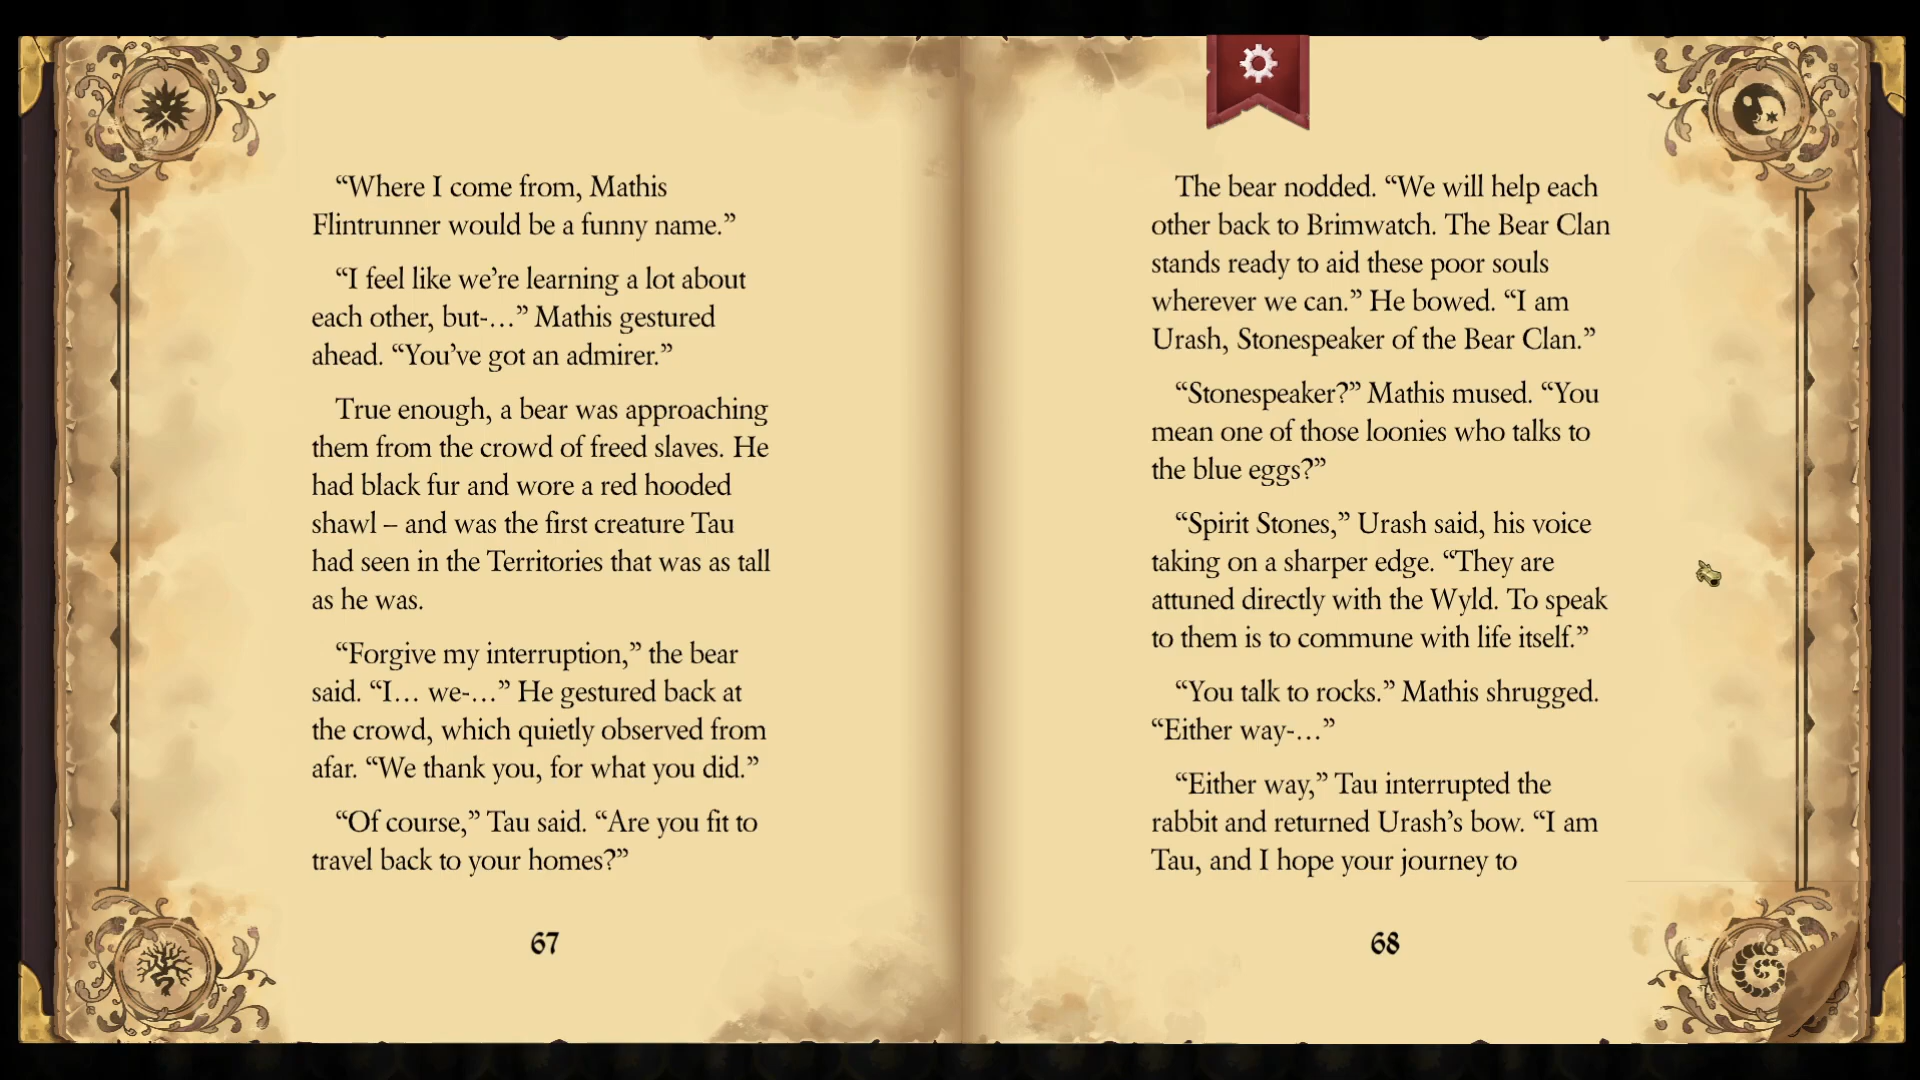 “Where I come from, Mathis
Flintrunner would be a funny name.”
“I feel like we’re learning a lot about
each other, but-…” Mathis gestured
ahead. “You’ve got an admirer.”
True enough, a bear was approaching
them from the crowd of freed slaves. He
had black fur and wore a red hooded
shawl – and was the first creature Tau
had seen in the Territories that was as tall
as he was.
“Forgive my interruption,” the bear
said. “I… we-…” He gestured back at
the crowd, which quietly observed from
afar. “We thank you, for what you did.”
“Of course,” Tau said. “Are you fit to
travel back to your homes?”
67
The bear nodded. “We will help each
other back to Brimwatch. The Bear Clan
stands ready to aid these poor souls
wherever we can.” He bowed. “I am
Urash, Stonespeaker of the Bear Clan.”
“Stonespeaker?” Mathis mused. “You
mean one of those loonies who talks to
the blue eggs?”
“Spirit Stones,” Urash said, his voice
taking on a sharper edge. “They are
attuned directly with the Wyld. To speak
to them is to commune with life itself.”
“You talk to rocks.” Mathis shrugged.
“Either way-…”
“Either way,” Tau interrupted the
rabbit and returned Urash’s bow. “I am
Tau, and I hope your journey to
68